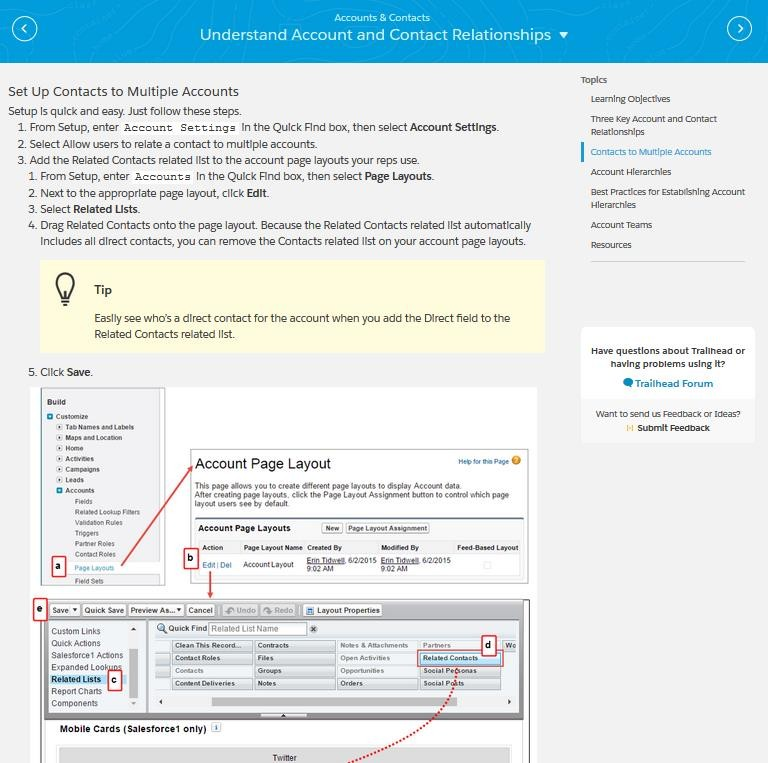 Accounts & Contacts
Understand Account and Contact Relationships
Set Up Contacts to Multiple Accounts
Setup is quick and easy. Just follow these steps.
1. From Setup, enter Account Settings in the Quick Find box, then select Account Settings.
2. Select Allow users to relate a contact to multiple accounts.
3. Add the Related Contacts related list to the account page layouts your reps use.
1. From Setup, enter Accounts in the Quick Find box, then select Page Layouts.
2. Next to the appropriate page layout, click Edit.
3. Select Related Lists.
4. Drag Related Contacts onto the page layout. Because the Related Contacts related list automatically
includes all direct contacts, you can remove the Contacts related list on your account page layouts.
Tip
Easily see who's a direct contact for the account when you add the Direct field to the
Related Contacts related list.
5. Click Save.
Build
Customize
Tab Names and Labels
Maps and Location
Home
Activities
Campaigns
Leads
Accounts
Fields
Related Lookup Filters
Validation Rules
Triggers
Partner Roles
Contact Roles
a Page Layouts
Field Sets
Account Page Layout
Help for this Page ?
This page allows you to create different page layouts to display Account data.
After creating page layouts, click the Page Layout Assignment button to control which page
layout users see by default.
Account Page Layouts New Page Layout Assignment
Action Page Layout Name Created By Modified By Feed-Based Layout
b Edit | Del Account Layout Erin Tidwell, 6/2/2015 Erin Tidwell, 6/2/2015
9:02 AM 9:02 AM
e Save Quick Save Preview As... Cancel Undo Redo Layout Properties
Custom Links
Quick Actions
Salesforce1 Actions
Expanded Lookups
Related Lists c
Report Charts
Components
Quick Find Related List Name
Clean This Record... Contracts Notes & Attachments Partners d Wo
Contact Roles Files Open Activities Related Contacts
Contacts Groups Opportunities Social Personas
Content Deliveries Notes Orders Social Posts
Mobile Cards (Salesforce1 only) i
Twitter
Topics
Learning Objectives
Three Key Account and Contact
Relationships
Contacts to Multiple Accounts
Account Hierarchies
Best Practices for Establishing Account
Hierarchies
Account Teams
Resources
Have questions about Trailhead or
having problems using it?
Trailhead Forum
Want to send us Feedback or Ideas?
Submit Feedback